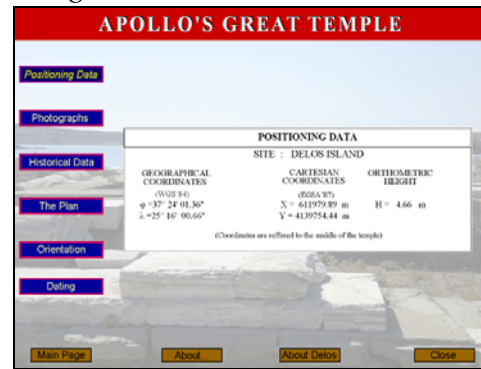 APOLLO'S GREAT TEMPLE
Positioning Data
Photographs
Historical Data
The Plan
Orientation
Dating
POSITIONING DATA
SITE : DELOS ISLAND
GEOGRAPHICAL COORDINATES
(WGS 84)
φ =37° 24' 01.36"
λ =25° 16' 00.66"
CARTESIAN COORDINATES
(EGSA '87)
X = 611979.89 m
Y = 4139754.44 m
ORTHOMETRIC HEIGHT
H = 4.66 m
(Coordinates are reffered to the middle of the temple)
Main Page
About
About Delos
Close